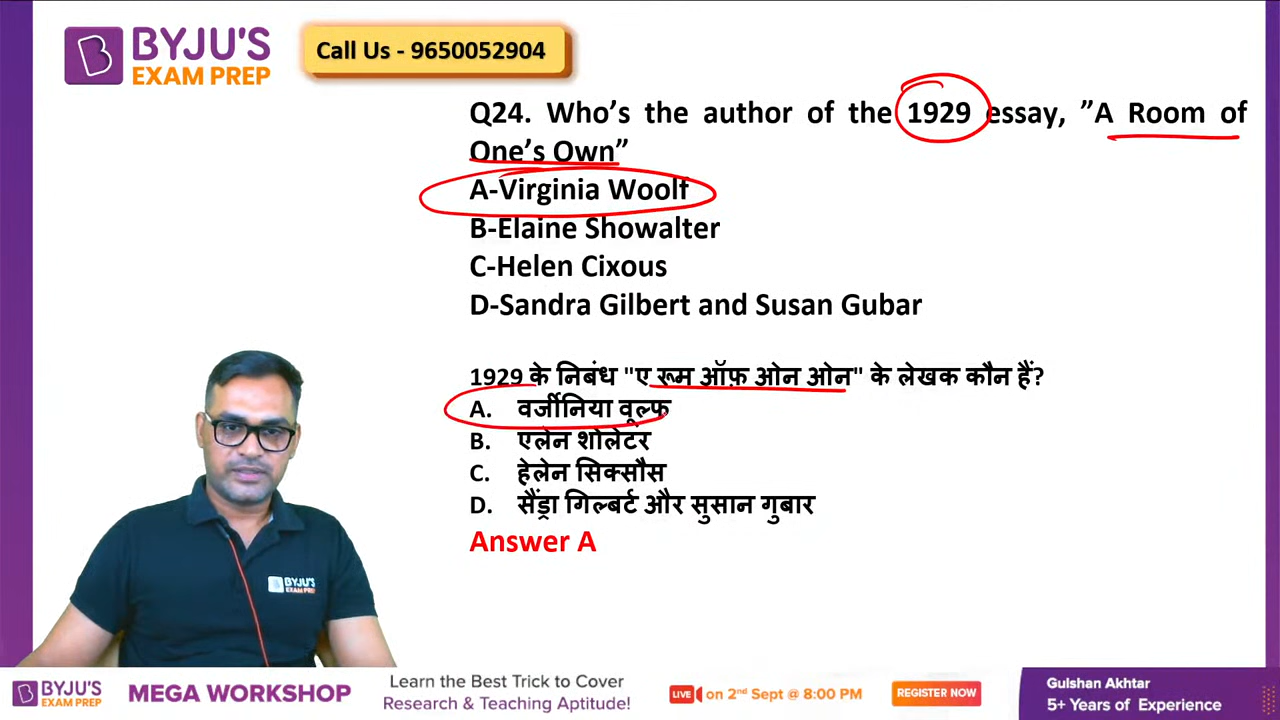 BYJU'S
EXAM PREP
Call Us - 9650052904
Q24. Who's the author of the 1929 essay, ”A Room of
One's Own”
A-Virginia Woolf
B-Elaine Showalter
C-Helen Cixous
D-Sandra Gilbert and Susan Gubar
1929 के निबंध "ए रूम ऑफ़ ओन ओन" के लेखक कौन हैं?
A. वर्जीनिया वूल्फ
B. एलेन शोलेटर
C. हेलेन सिक्सौस
D. सैंड्रा गिल्बर्ट और सुसान गुबार
Answer A
BYJU'S
EXAM PREP
BYJU'S
EXAM PREP
MEGA WORKSHOP
Learn the Best Trick to Cover
Research & Teaching Aptitude!
LIVE on 2nd Sept @ 8:00 PM
REGISTER NOW
Gulshan Akhtar
5+ Years of Experience